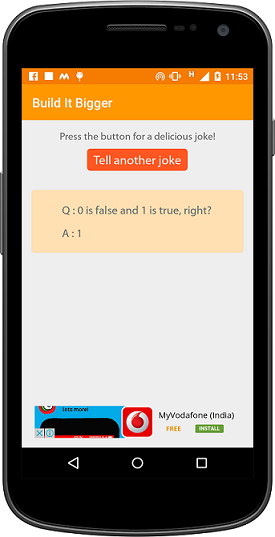 H 11:53
Build It Bigger
Press the button for a delicious joke!
Tell another joke
Q : 0 is false and 1 is true, right?
A : 1
lets more!
MyVodafone (India)
FREE
INSTALL